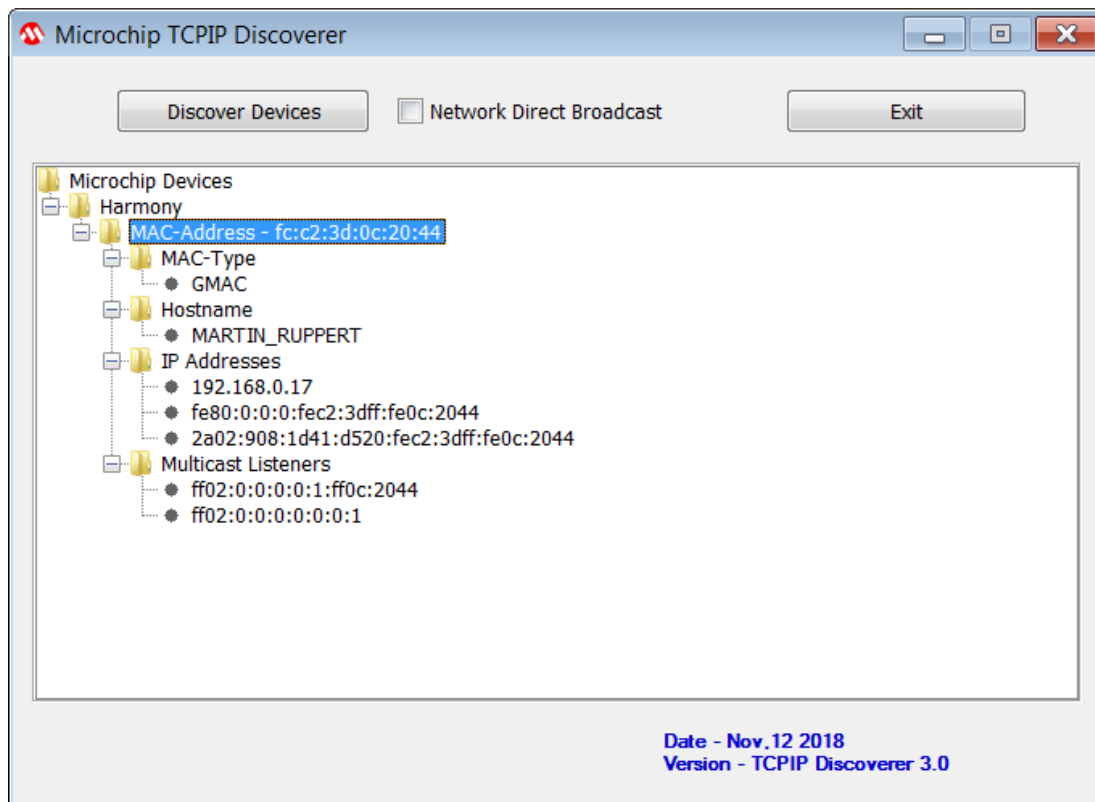 Microchip TCPIP Discoverer
Discover Devices Network Direct Broadcast Exit
Microchip Devices
Harmony
MAC-Address - fc:c2:3d:0c:20:44
MAC-Type
GMAC
Hostname
MARTIN_RUPPERT
IP Addresses
192.168.0.17
fe80:0:0:0:fec2:3dff:fe0c:2044
2a02:908:1d41:d520:fec2:3dff:fe0c:2044
Multicast Listeners
ff02:0:0:0:0:1:ff0c:2044
ff02:0:0:0:0:0:0:1
Date - Nov,12 2018
Version - TCPIP Discoverer 3.0